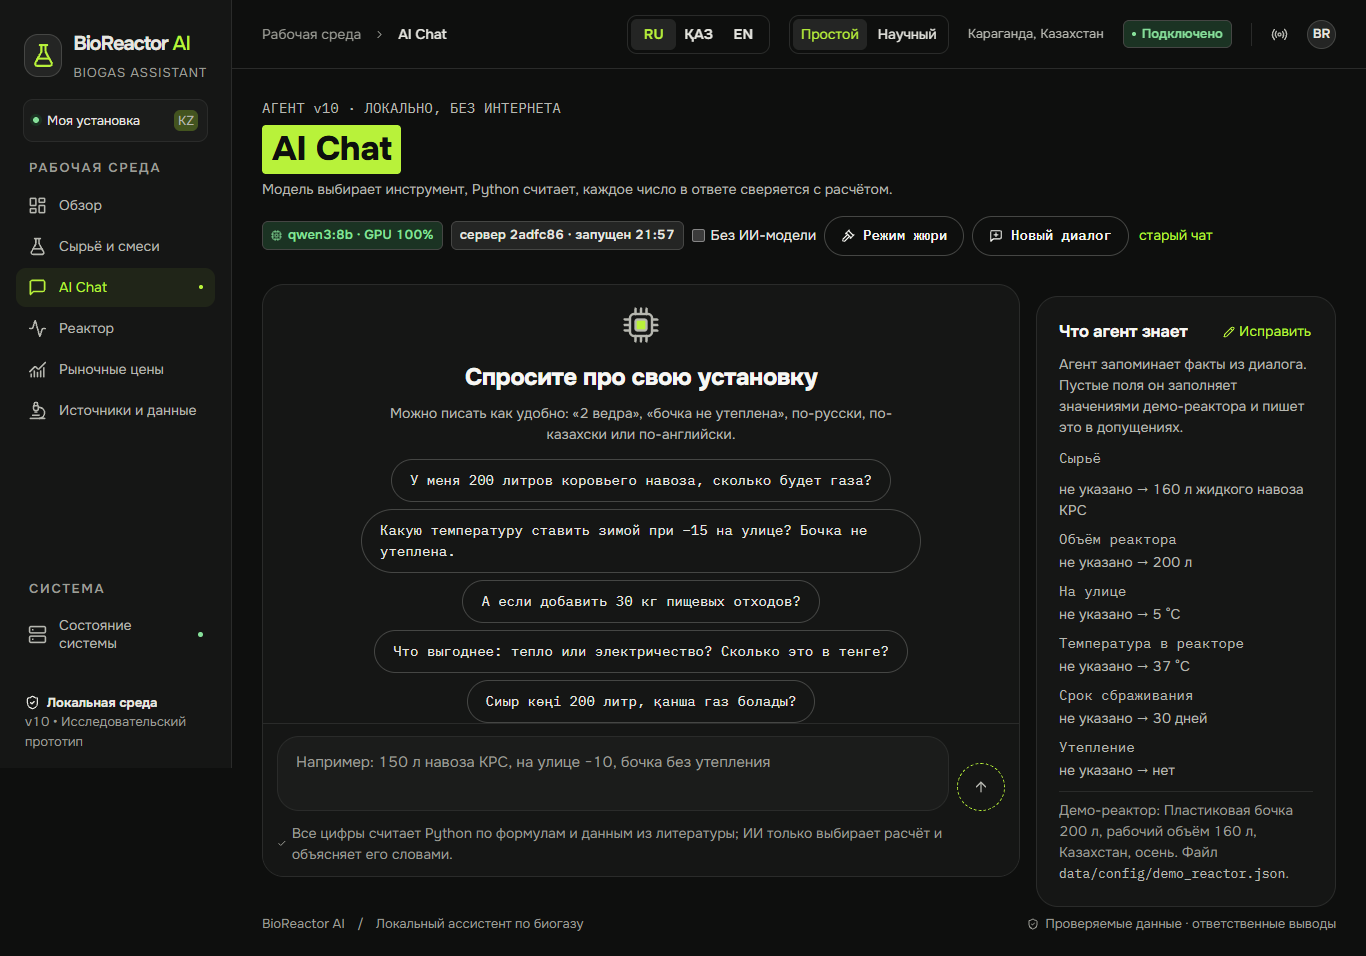 BioReactor AI
BIOGAS ASSISTANT
Моя установка KZ
РАБОЧАЯ СРЕДА
Обзор
Сырьё и смеси
AI Chat
Реактор
Рыночные цены
Источники и данные
СИСТЕМА
Состояние
системы
Локальная среда
v10 • Исследовательский
прототип
Рабочая среда > AI Chat
RU ҚАЗ EN
Простой Научный
Караганда, Казахстан
• Подключено
BR
АГЕНТ v10 · ЛОКАЛЬНО, БЕЗ ИНТЕРНЕТА
AI Chat
Модель выбирает инструмент, Python считает, каждое число в ответе сверяется с расчётом.
qwen3:8b · GPU 100%
сервер 2adfc86 · запущен 21:57
Без ИИ-модели
Режим жюри
Новый диалог
старый чат
Спросите про свою установку
Можно писать как удобно: «2 ведра», «бочка не утеплена», по-русски, по-
казахски или по-английски.
У меня 200 литров коровьего навоза, сколько будет газа?
Какую температуру ставить зимой при −15 на улице? Бочка не
утеплена.
А если добавить 30 кг пищевых отходов?
Что выгоднее: тепло или электричество? Сколько это в тенге?
Сиыр көңі 200 литр, қанша газ болады?
Например: 150 л навоза КРС, на улице −10, бочка без утепления
Все цифры считает Python по формулам и данным из литературы; ИИ только выбирает расчёт и
объясняет его словами.
Что агент знает
Исправить
Агент запоминает факты из диалога.
Пустые поля он заполняет
значениями демо-реактора и пишет
это в допущениях.
Сырьё
не указано → 160 л жидкого навоза
КРС
Объём реактора
не указано → 200 л
На улице
не указано → 5 °C
Температура в реакторе
не указано → 37 °C
Срок сбраживания
не указано → 30 дней
Утепление
не указано → нет
Демо-реактор: Пластиковая бочка
200 л, рабочий объём 160 л,
Казахстан, осень. Файл
data/config/demo_reactor.json.
BioReactor AI / Локальный ассистент по биогазу
Проверяемые данные · ответственные выводы